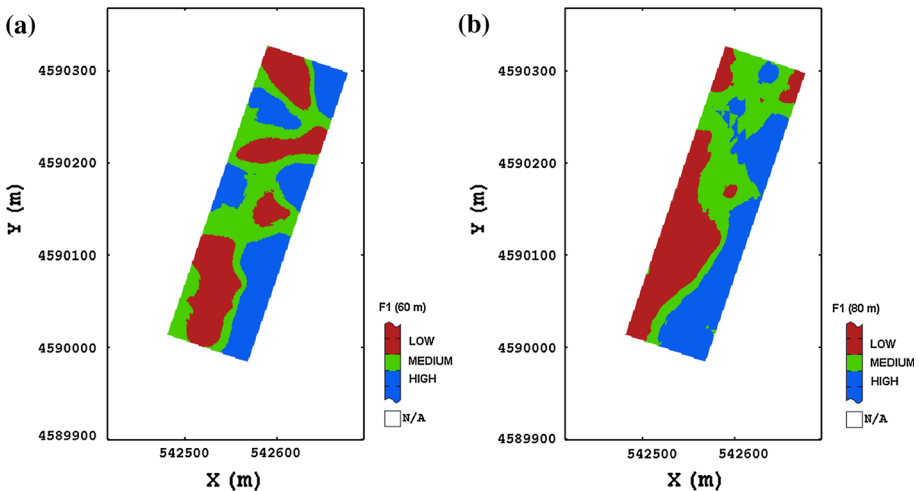 (a)
4590300
4590200
4590100
4590000
4589900
Y (m)
542500 542600
X (m)
F1 (60 m)
LOW
MEDIUM
HIGH
N/A
(b)
4590300
4590200
4590100
4590000
4589900
Y (m)
542500 542600
X (m)
F1 (80 m)
LOW
MEDIUM
HIGH
N/A